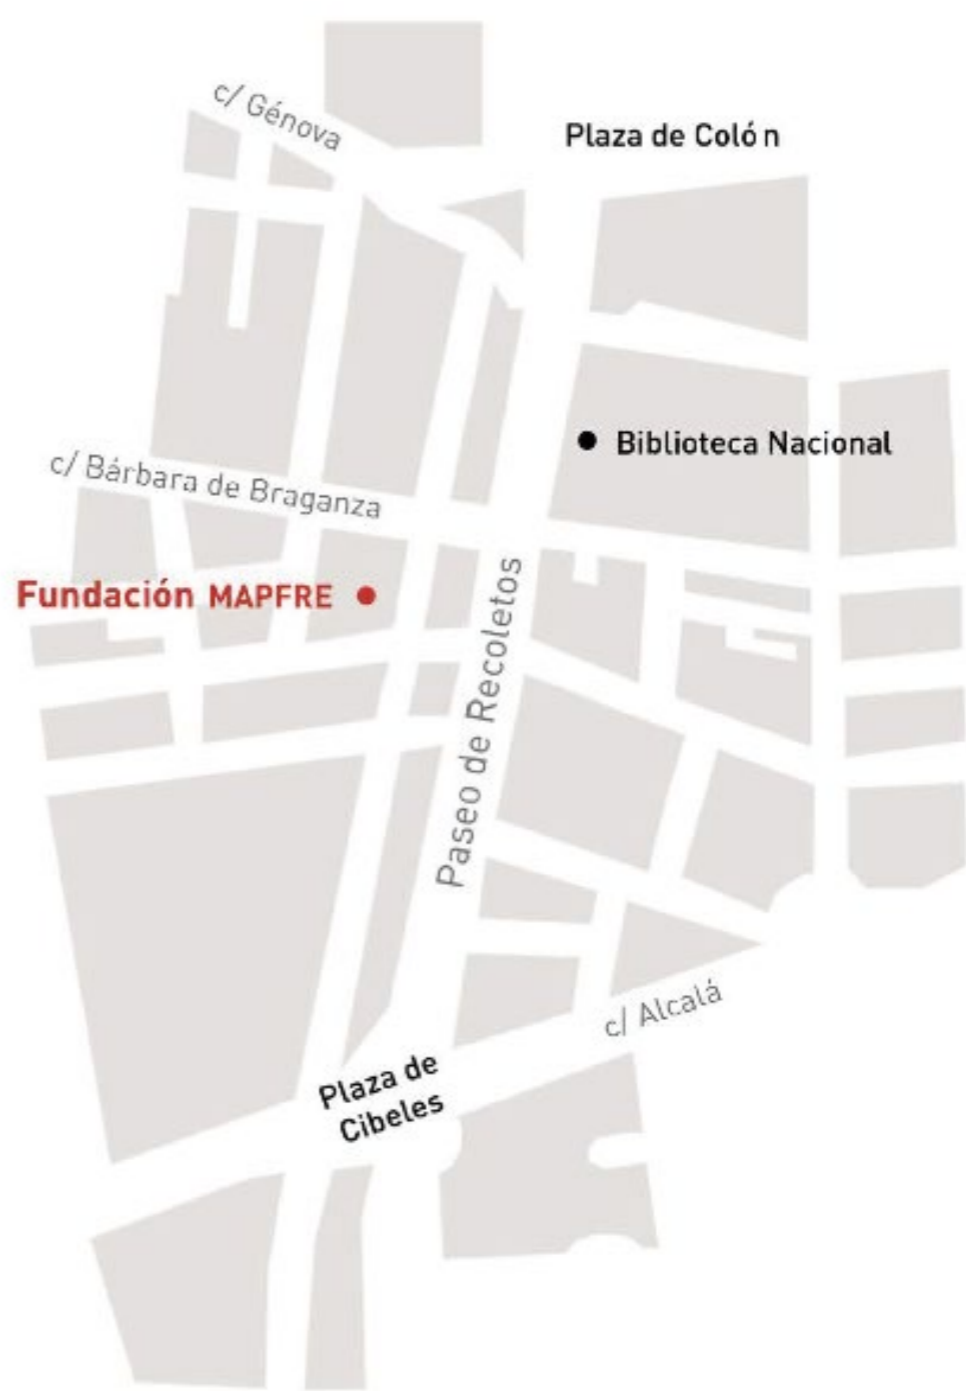 c/ Génova
Plaza de Colón
Biblioteca Nacional
c/ Bárbara de Braganza
Fundación MAPFRE
Paseo de Recoletos
c/ Alcalá
Plaza de
Cibeles